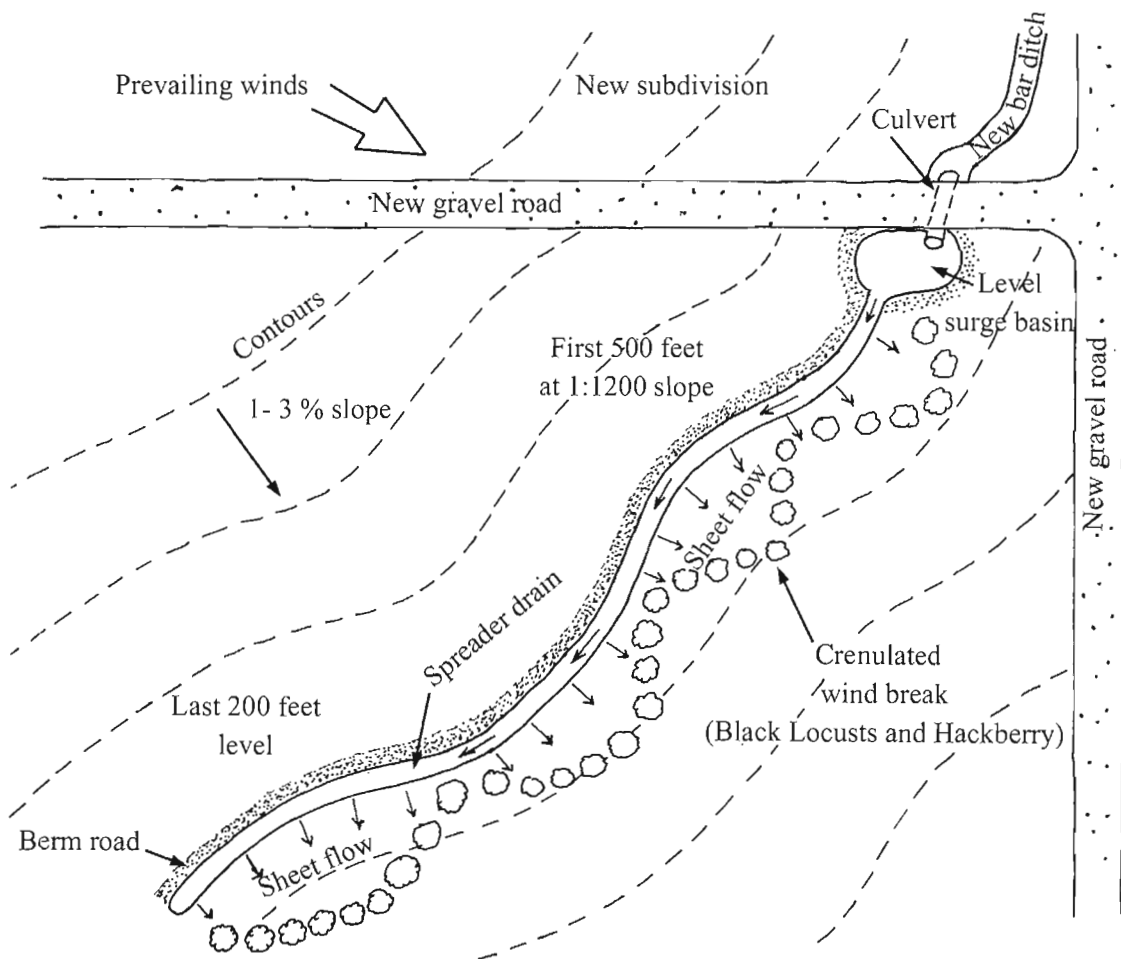 Prevailing winds
New subdivision
Culvert
New bar ditch
New gravel road
Contours
Level
surge basin
First 500 feet
at 1:1200 slope
1- 3 % slope
New gravel road
Sheet flow
Spreader drain
Crenulated
wind break
(Black Locusts and Hackberry)
Last 200 feet
level
Berm road
Sheet flow